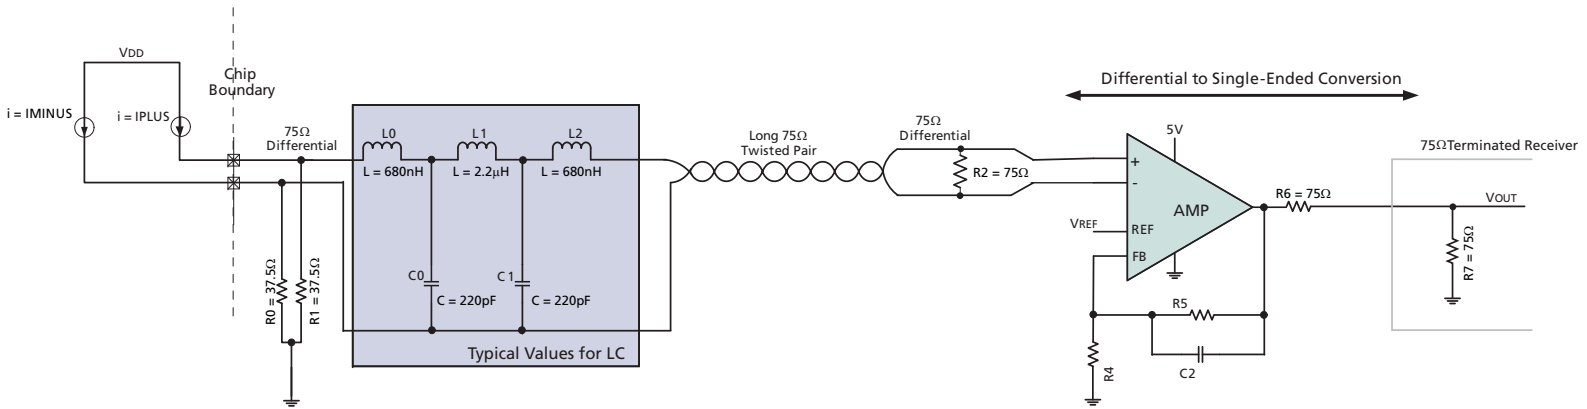 VDD
Chip
Boundary
i = IMINUS
i = IPLUS
75Ω
Differential
L0
L1
L2
L = 680nH
L = 2.2µH
L = 680nH
C0
C = 220pF
C1
C = 220pF
R0 = 37.5Ω
R1 = 37.5Ω
Typical Values for LC
Long 75Ω
Twisted Pair
75Ω
Differential
R2 = 75Ω
Differential to Single-Ended Conversion
5V
+
-
AMP
VREF
REF
FB
R5
C2
R4
R6 = 75Ω
75ΩTerminated Receiver
VOUT
R7 = 75Ω